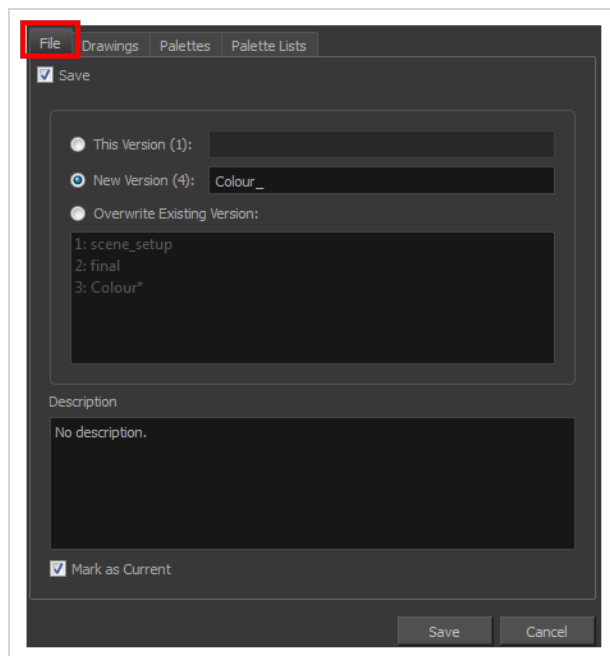 File Drawings Palettes Palette Lists
Save
This Version (1):
New Version (4): Colour_
Overwrite Existing Version:
1: scene_setup
2: final
3: Colour*
Description
No description.
Mark as Current
Save Cancel